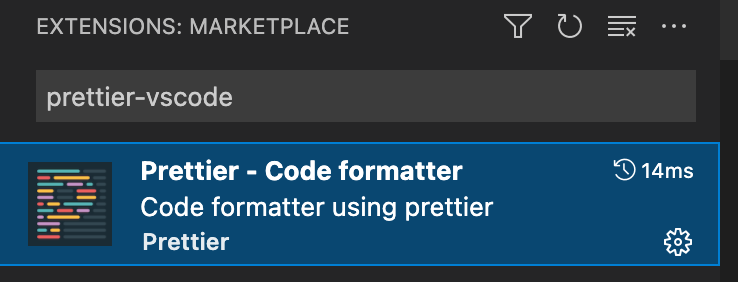 EXTENSIONS: MARKETPLACE
prettier-vscode
Prettier - Code formatter 14ms
Code formatter using prettier
Prettier